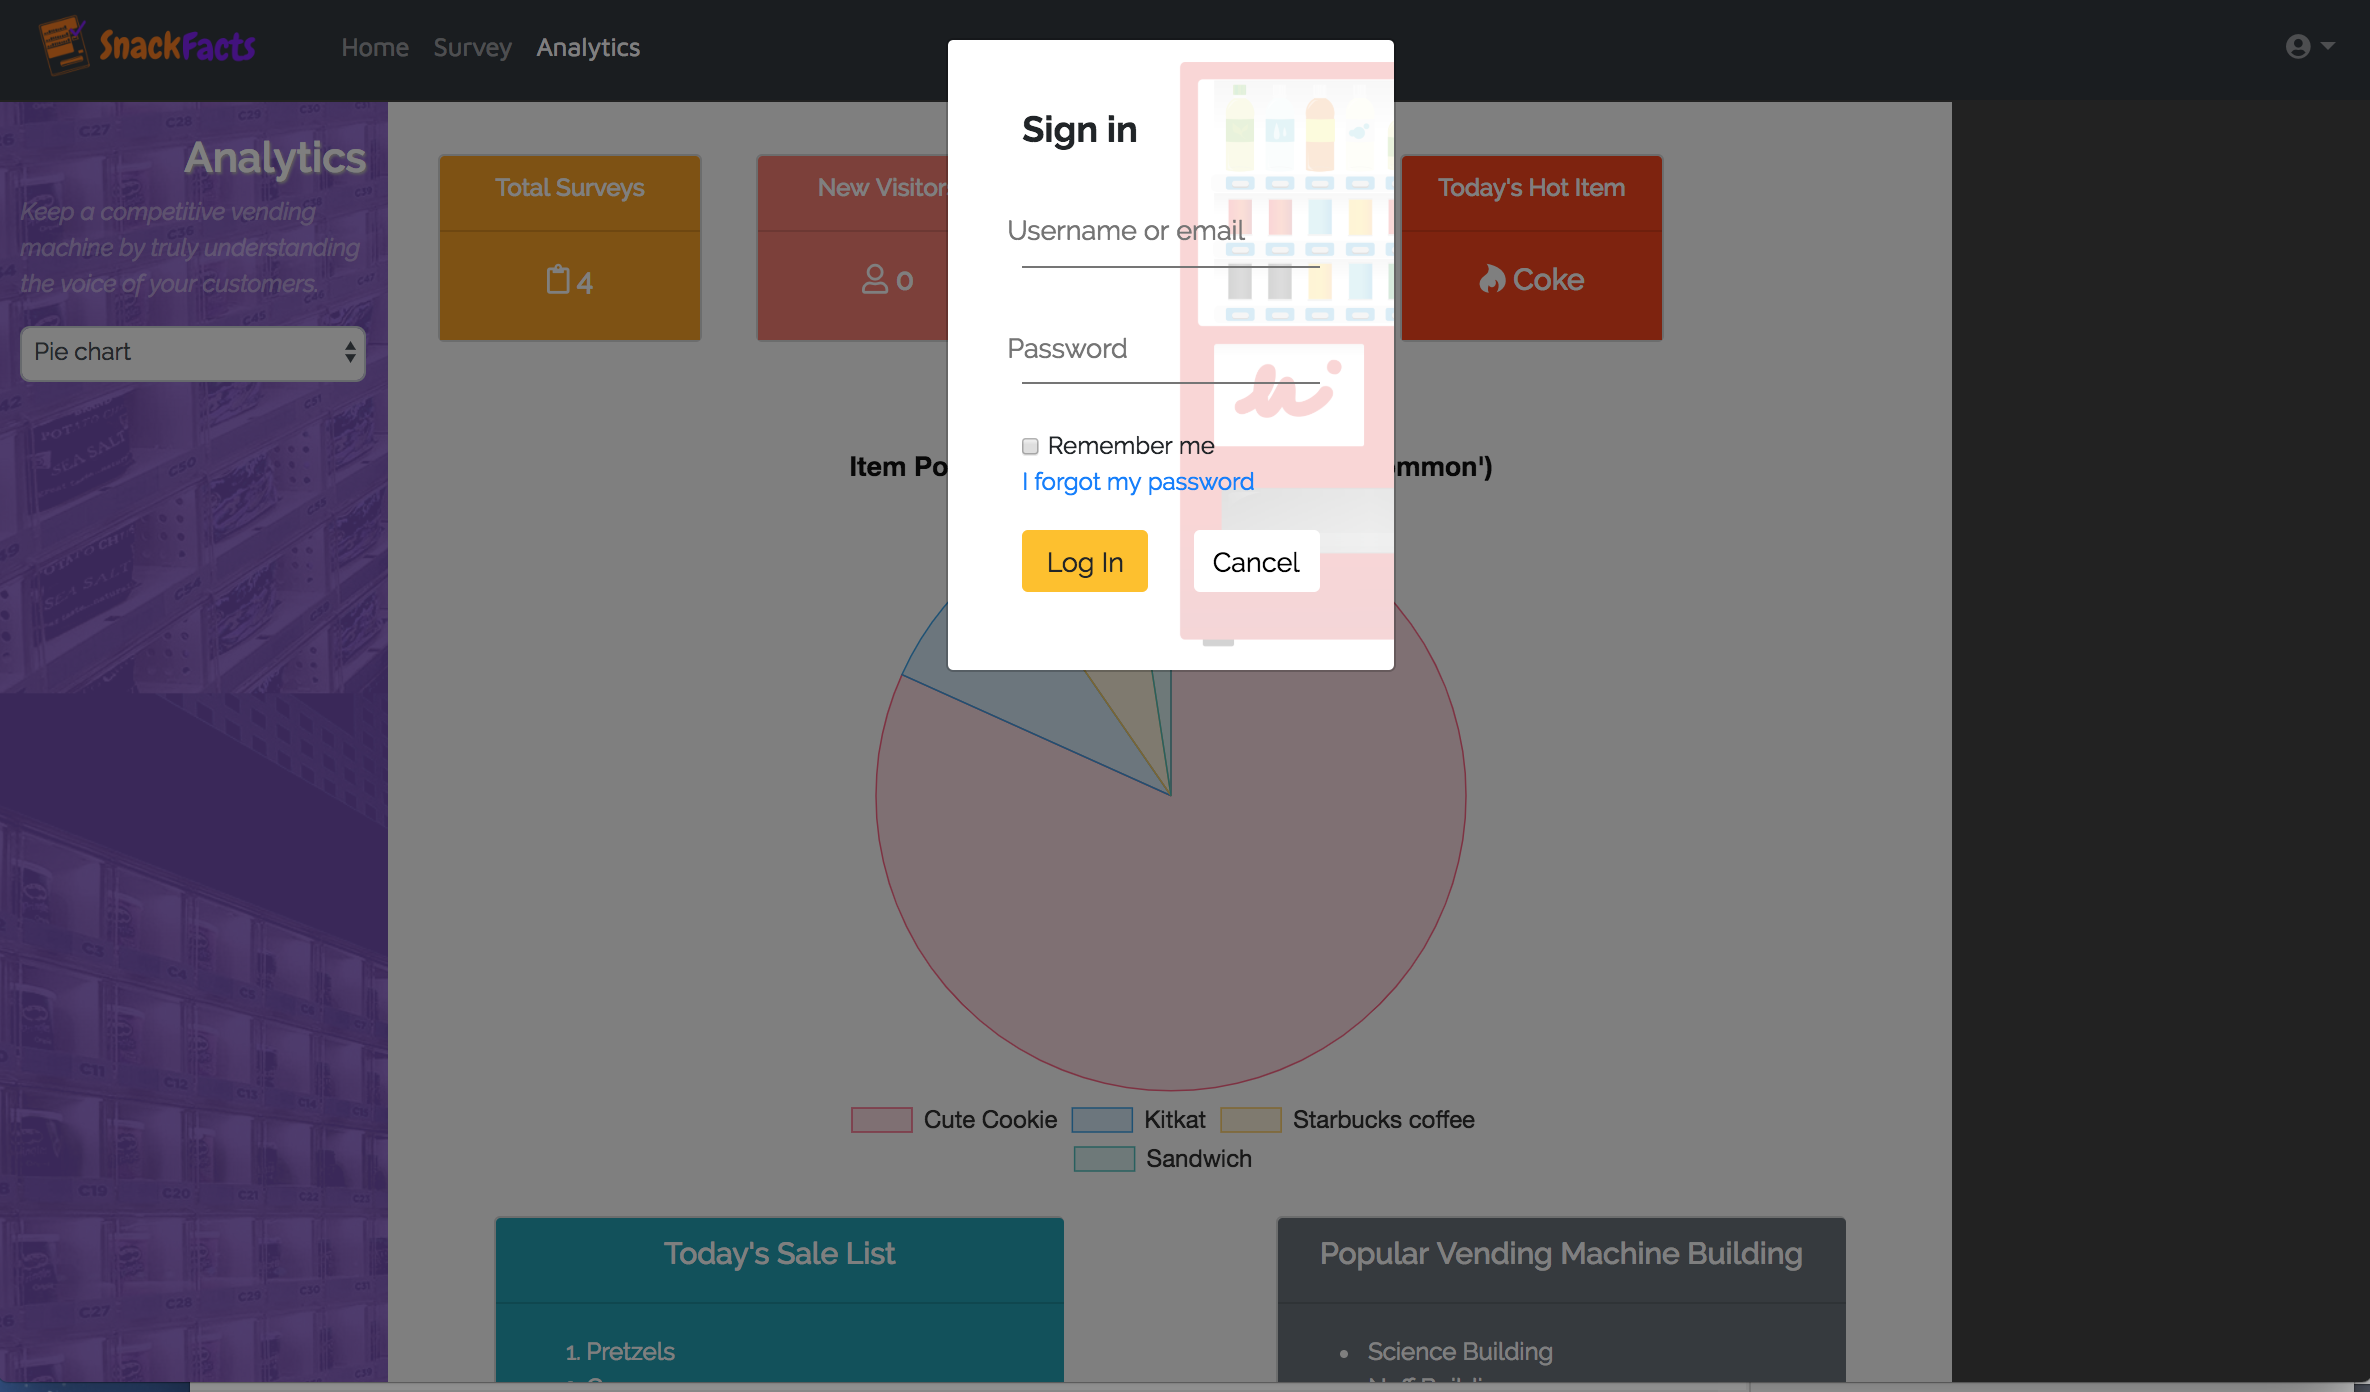 SnackFacts
Home Survey Analytics
Analytics
Keep a competitive vending
machine by truly understanding
the voice of your customers.
Pie chart
Total Surveys
4
New Visitor
0
Today's Hot Item
Coke
Sign in
Username or email
Password
hi
Remember me
I forgot my password
Log In Cancel
Item Po
mmon')
Cute Cookie Kitkat Starbucks coffee
Sandwich
Today's Sale List
1. Pretzels
Popular Vending Machine Building
• Science Building